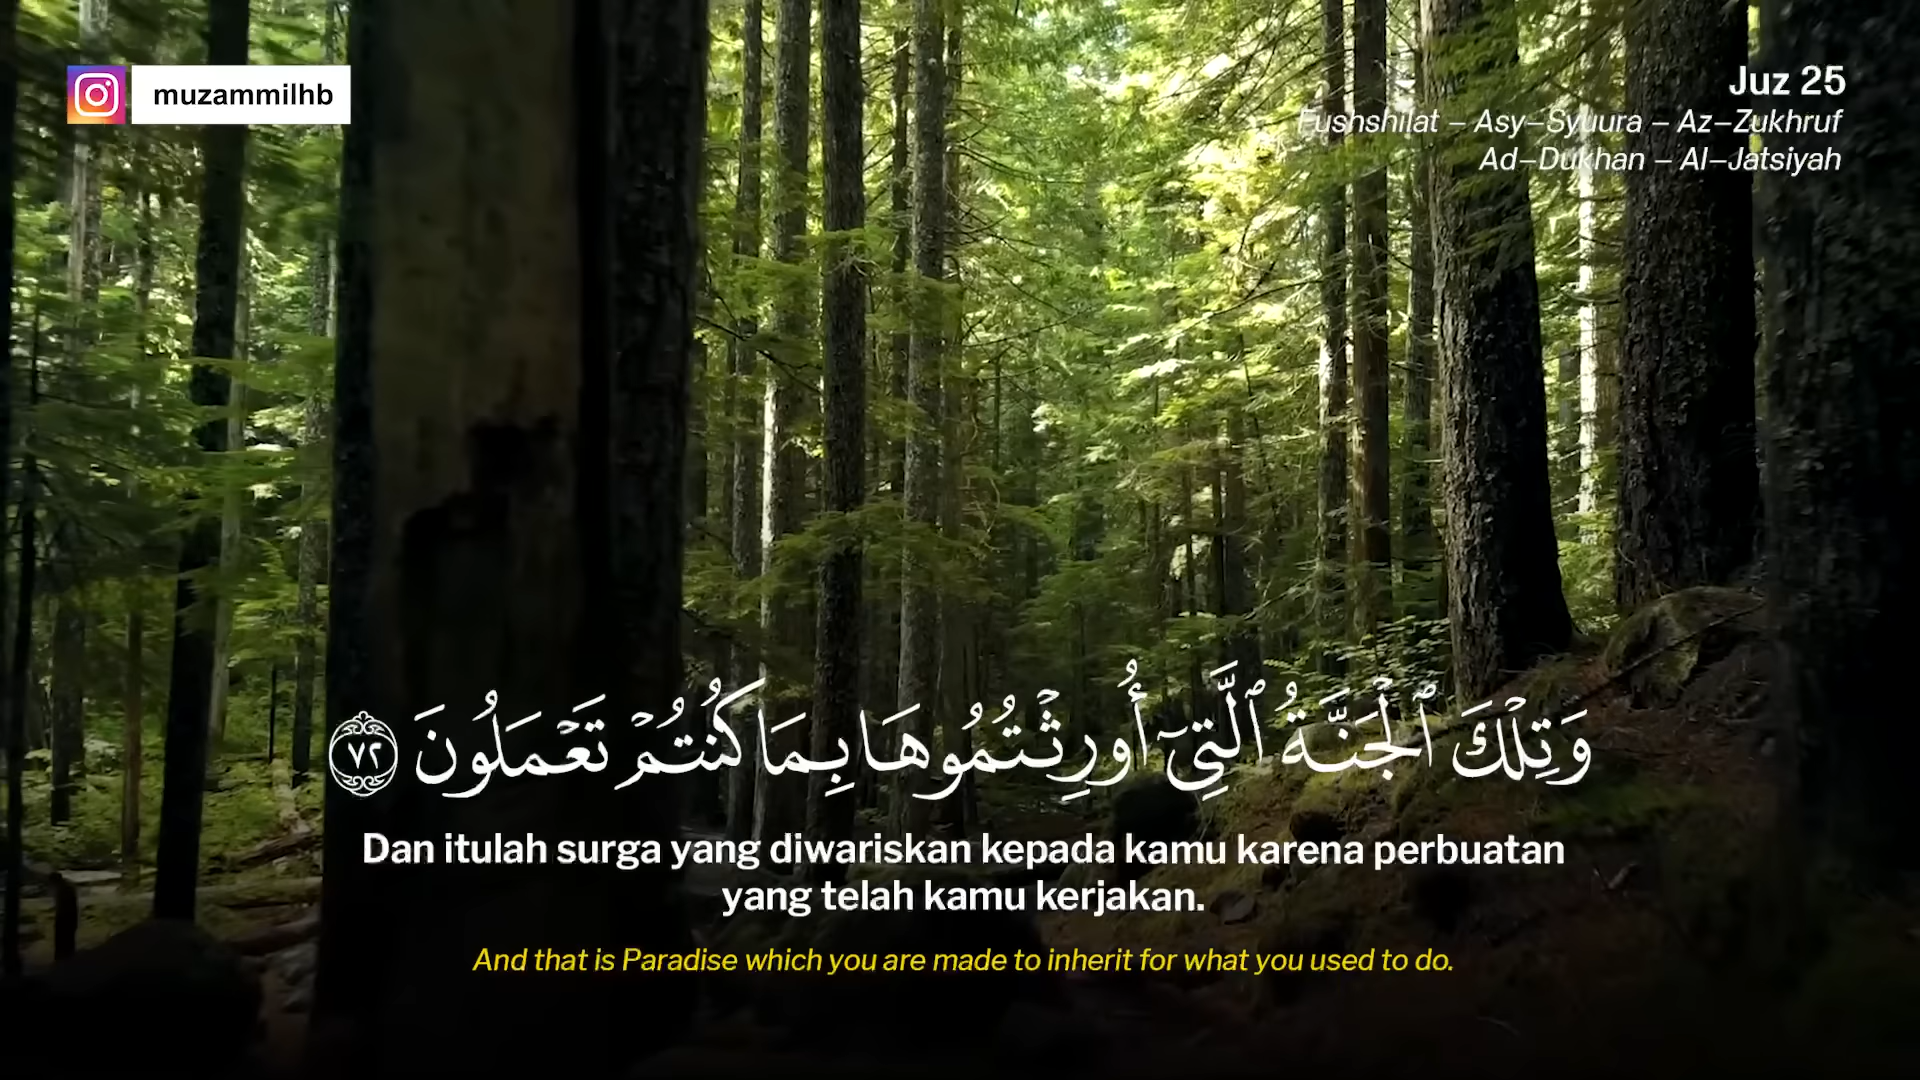 muzammilhb
Juz 25
Fushshilat – Asy–Syuura – Az–Zukhruf
Ad–Dukhan – Al–Jatsiyah
وَتِلْكَ ٱلْجَنَّةُ ٱلَّتِىٓ أُورِثْتُمُوهَا بِمَا كُنتُمْ تَعْمَلُونَ ٧٢
Dan itulah surga yang diwariskan kepada kamu karena perbuatan
yang telah kamu kerjakan.
And that is Paradise which you are made to inherit for what you used to do.